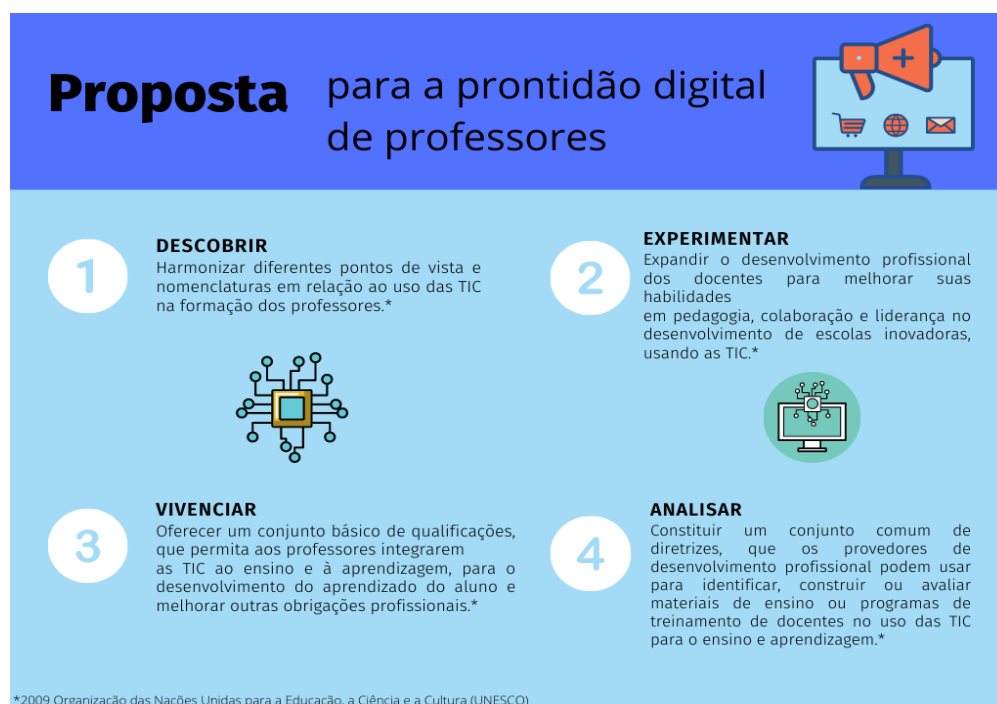 Proposta
para a prontidão digital
de professores
1
DESCOBRIR
Harmonizar diferentes pontos de vista e
nomenclaturas em relação ao uso das TIC
na formação dos professores.*
2
EXPERIMENTAR
Expandir o desenvolvimento profissional
dos docentes para melhorar suas
habilidades
em pedagogia, colaboração e liderança no
desenvolvimento de escolas inovadoras,
usando as TIC.*
3
VIVENCIAR
Oferecer um conjunto básico de qualificações,
que permita aos professores integrarem
as TIC ao ensino e à aprendizagem, para o
desenvolvimento do aprendizado do aluno e
melhorar outras obrigações profissionais.*
4
ANALISAR
Constituir um conjunto comum de
diretrizes, que os provedores de
desenvolvimento profissional podem usar
para identificar, construir ou avaliar
materiais de ensino ou programas de
treinamento de docentes no uso das TIC
para o ensino e aprendizagem.*
*2009 Organização das Nações Unidas para a Educação, a Ciência e a Cultura (UNESCO)